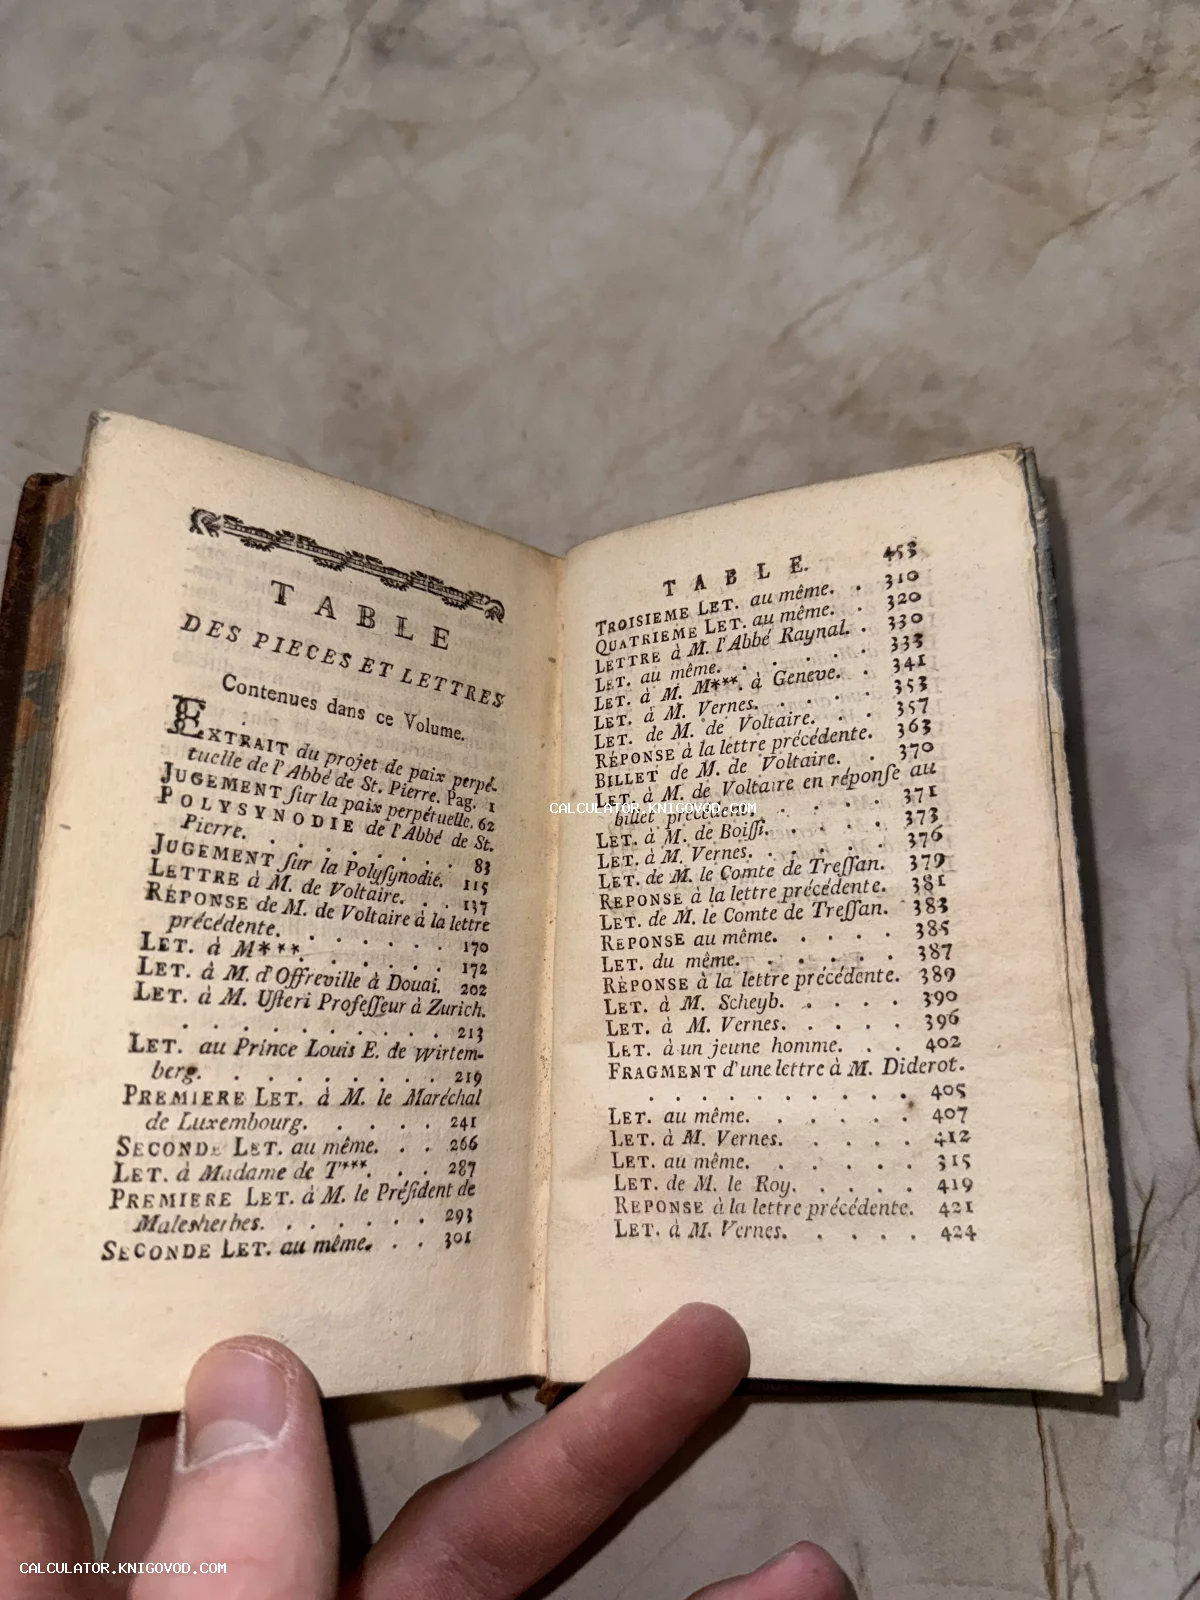 TABLE
DES PIECES ET LETTRES
Contenues dans ce Volume.
EXTRAIT du projet de paix perpé-
tuelle de l'Abbé de St. Pierre. Pag. 1
JUGEMENT ſur la paix perpétuelle. 62
POLYSYNODIE de l'Abbé de St.
Pierre. . . . . . . . 83
JUGEMENT ſur la Polyſynodie. 115
LETTRE à M. de Voltaire. . . 137
RÉPONSE de M. de Voltaire à la lettre
précédente. . . . . . . 170
LET. à M***. . . . . . 172
LET. à M. d'Offreville à Douai. 202
LET. à M. Uſteri Profeſſeur à Zurich.
. . . . . . . . . . 213
LET. au Prince Louis E. de Wirtem-
berg. . . . . . . . . 219
PREMIERE LET. à M. le Maréchal
de Luxembourg. . . . . 241
SECONDE LET. au même. . . 266
LET. à Madame de T***. . . 287
PREMIERE LET. à M. le Préſident de
Malesherbes. . . . . . . 293
SECONDE LET. au même. . . 301
TABLE. 453
TROISIEME LET. au même. . 310
QUATRIEME LET. au même. . 320
LETTRE à M. l'Abbé Raynal. . 330
LET. au même. . . . . . 333
LET. à M. M***. à Geneve. . 341
LET. à M. Vernes. . . . . 353
LET. de M. de Voltaire. . . 357
RÉPONSE à la lettre précédente. 363
BILLET de M. de Voltaire. . 370
LET. à M. de Voltaire en réponſe au
billet précédent. . . . . 371
LET. à M. de Boiſſi. . . . . 373
LET. à M. Vernes. . . . . . 376
LET. de M. le Comte de Treſſan. 379
REPONSE à la lettre précédente. 381
LET. de M. le Comte de Treſſan. 383
REPONSE au même. . . . . 385
LET. du même. . . . . . 387
RÉPONSE à la lettre précédente. 389
LET. à M. Scheyb. . . . . 390
LET. à M. Vernes. . . . . 396
LET. à un jeune homme. . . 402
FRAGMENT d'une lettre à M. Diderot.
. . . . . . . . . . 405
LET. au même. . . . . . 407
LET. à M. Vernes. . . . . 412
LET. au même. . . . . . 315
LET. de M. le Roy. . . . . 419
REPONSE à la lettre précédente. 421
LET. à M. Vernes. . . . . 424
CALCULATOR.KNIGOVOD.COM
CALCULATOR.KNIGOVOD.COM